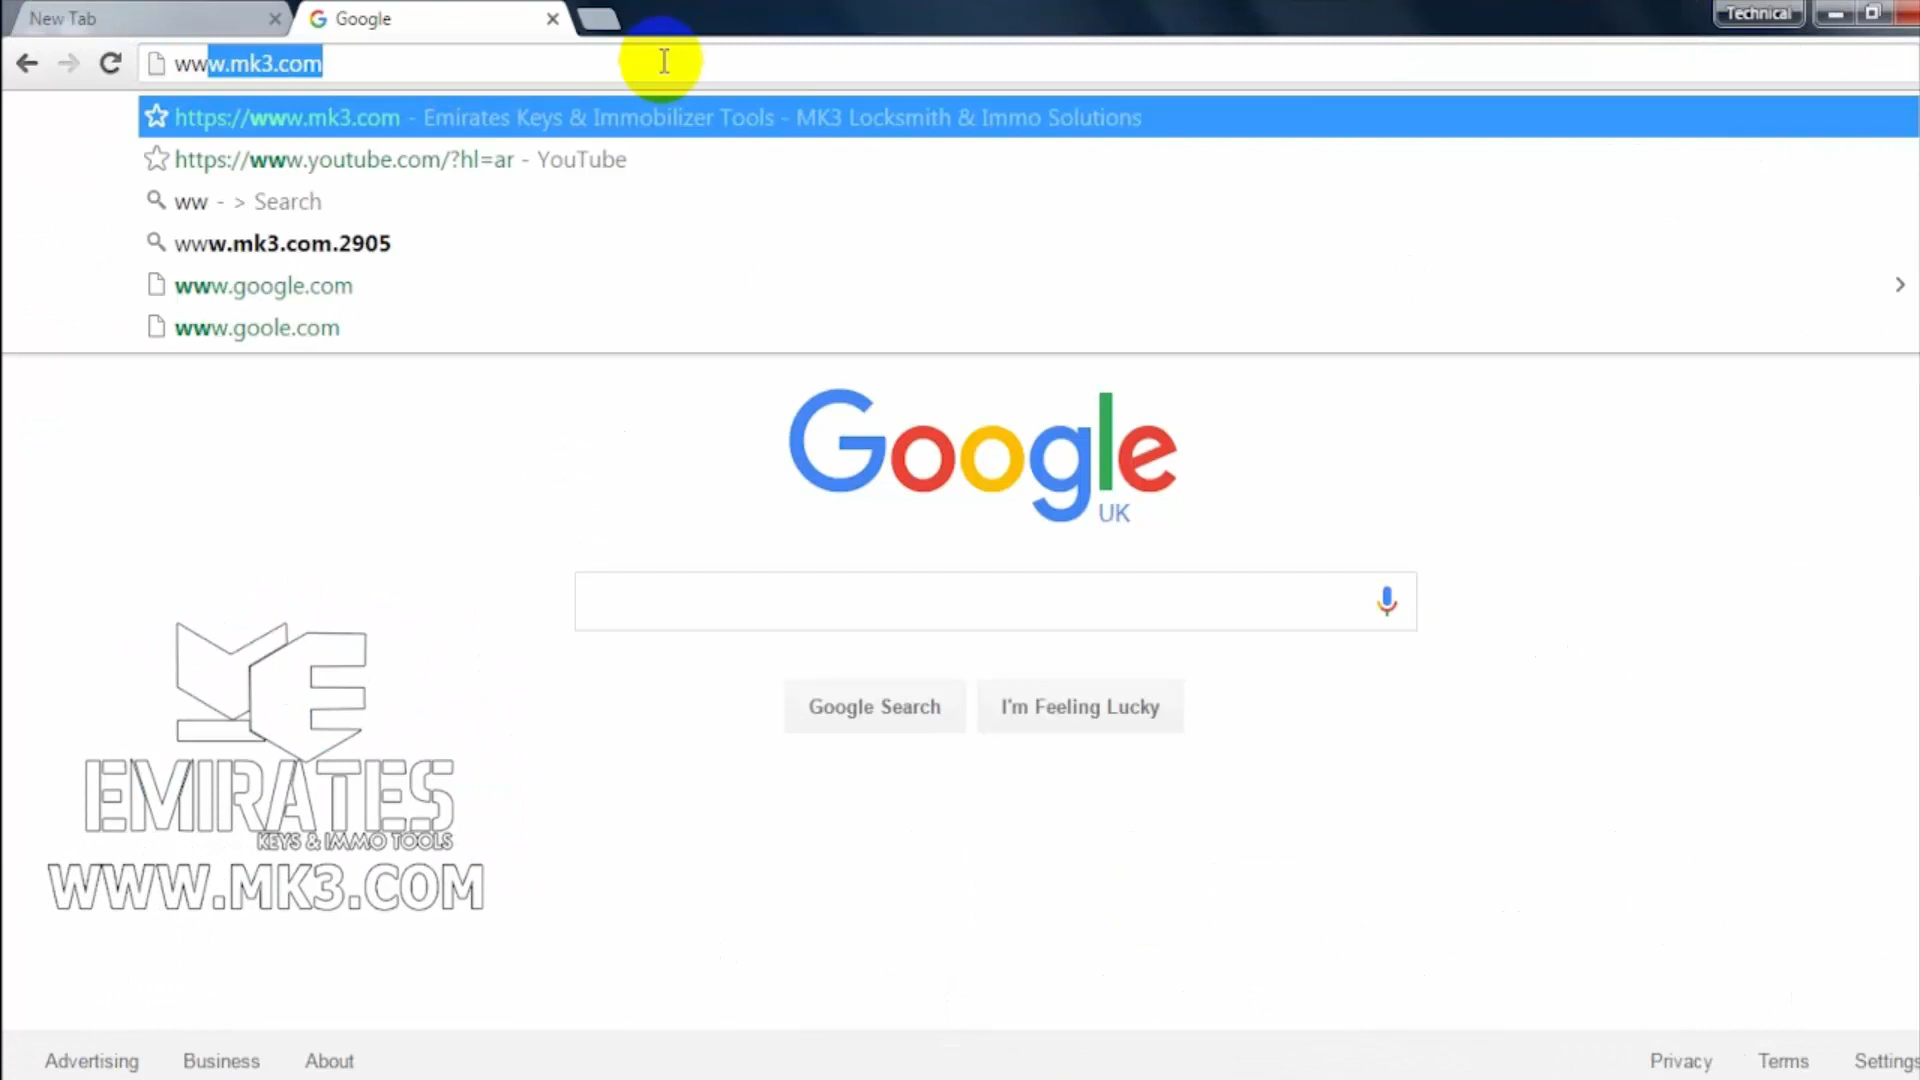 New Tab
Google
Technical
www.mk3.com
https://www.mk3.com - Emirates Keys & Immobilizer Tools - MK3 Locksmith & Immo Solutions
https://www.youtube.com/?hl=ar - YouTube
ww - > Search
www.mk3.com.2905
www.google.com
www.goole.com
Google
UK
Google Search
I'm Feeling Lucky
EMIRATES
KEYS & IMMO TOOLS
WWW.MK3.COM
Advertising
Business
About
Privacy
Terms
Settings